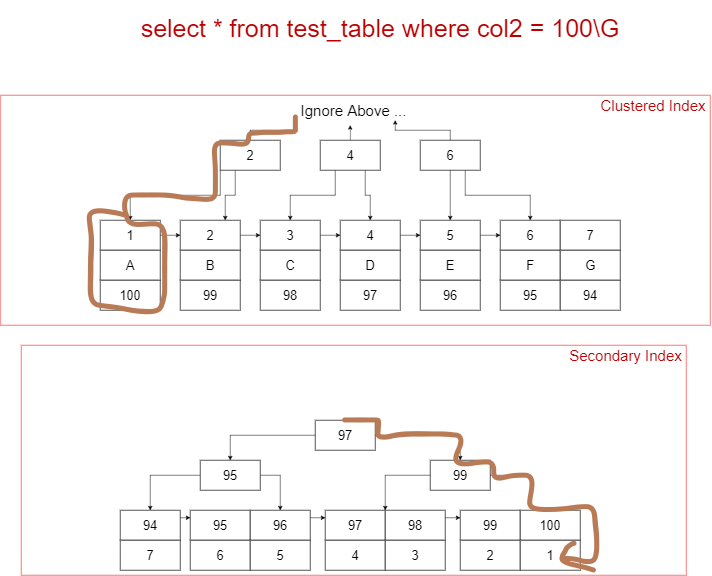 select * from test_table where col2 = 100\G
Clustered Index
Ignore Above ...
2 4 6
1 2 3 4 5 6 7
A B C D E F G
100 99 98 97 96 95 94
Secondary Index
97
95 99
94 95 96 97 98 99 100
7 6 5 4 3 2 1